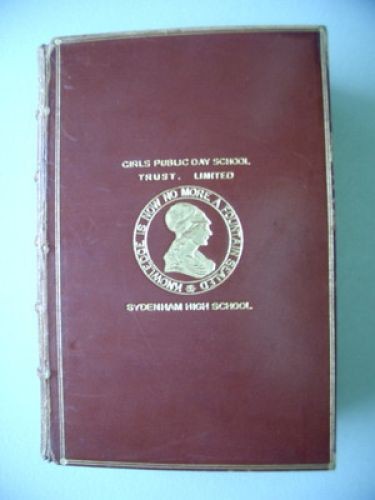 GIRLS PUBLIC DAY SCHOOL
TRUST. LIMITED
KNOWLEDGE IS NOW NO MORE A FOUNTAIN SEALED
SYDENHAM HIGH SCHOOL.